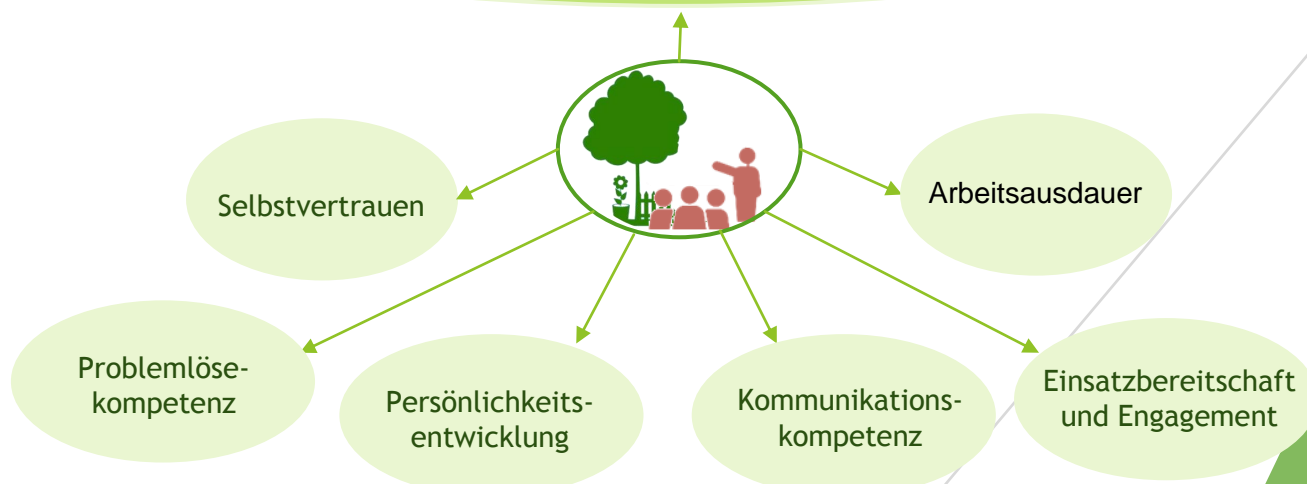 Selbstvertrauen
Arbeitsausdauer
Problemlöse-
kompetenz
Persönlichkeits-
entwicklung
Kommunikations-
kompetenz
Einsatzbereitschaft
und Engagement